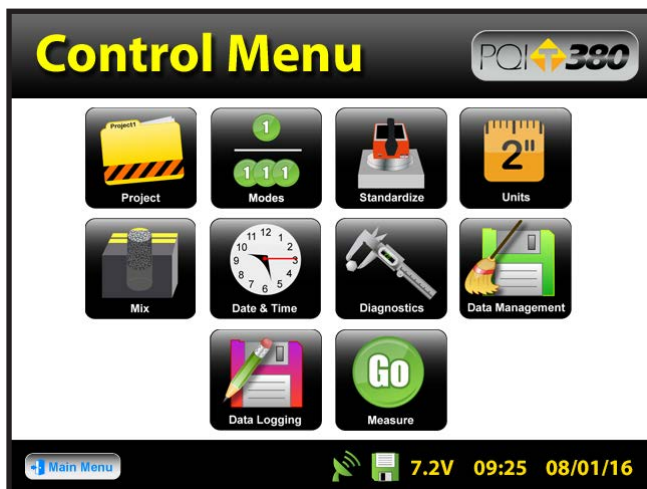 Control Menu
PQI T 380
Project1
1
1 1 1
2"
Project
Modes
Standardize
Units
11 12 1
10 2
9 3
8 4
7 6 5
Mix
Date & Time
Diagnostics
Data Management
Go
Data Logging
Measure
Main Menu
7.2V 09:25 08/01/16